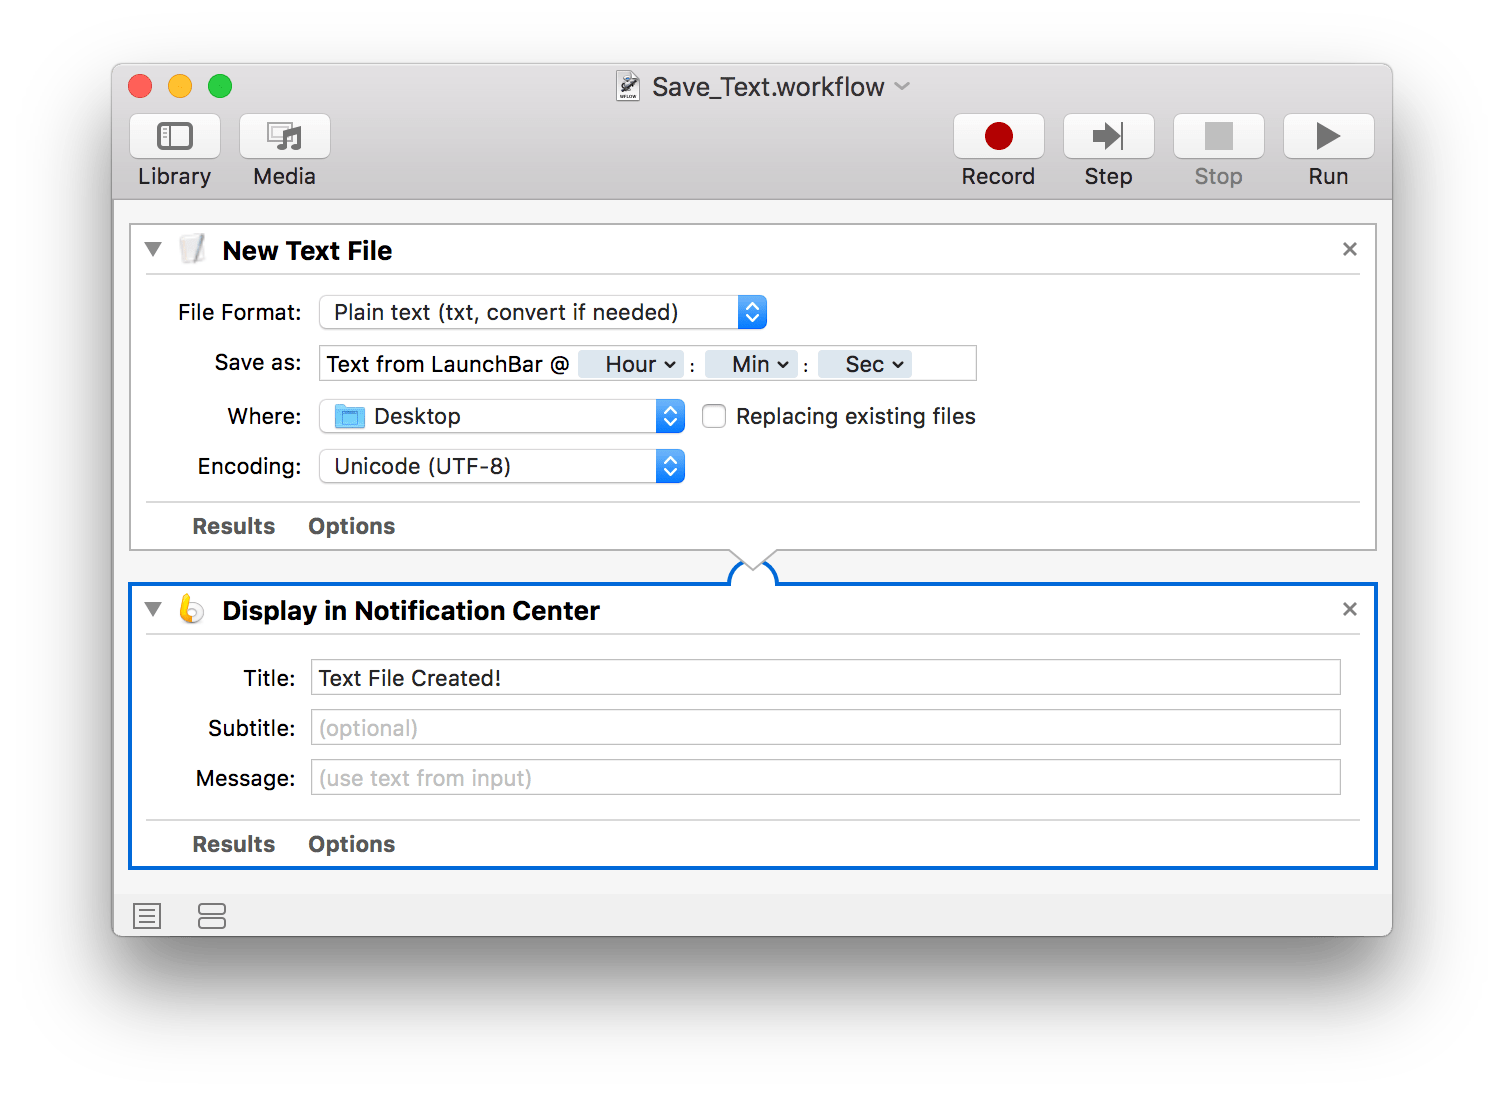 Save_Text.workflow
Library
Media
Record
Step
Stop
Run
New Text File
File Format: Plain text (txt, convert if needed)
Save as: Text from LaunchBar @ Hour : Min : Sec
Where: Desktop Replacing existing files
Encoding: Unicode (UTF-8)
Results Options
Display in Notification Center
Title: Text File Created!
Subtitle: (optional)
Message: (use text from input)
Results Options